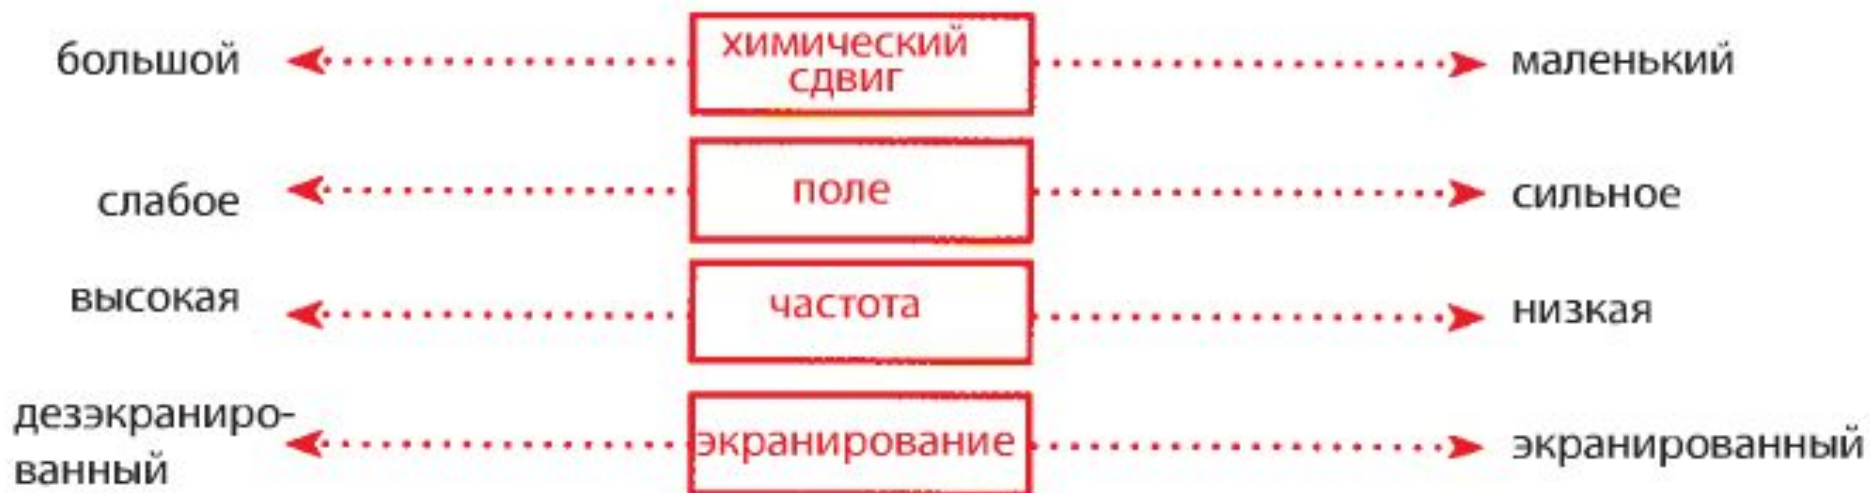 большой
химический
сдвиг
маленький
слабое
поле
сильное
высокая
частота
низкая
дезэкраниро-
ванный
экранирование
экранированный